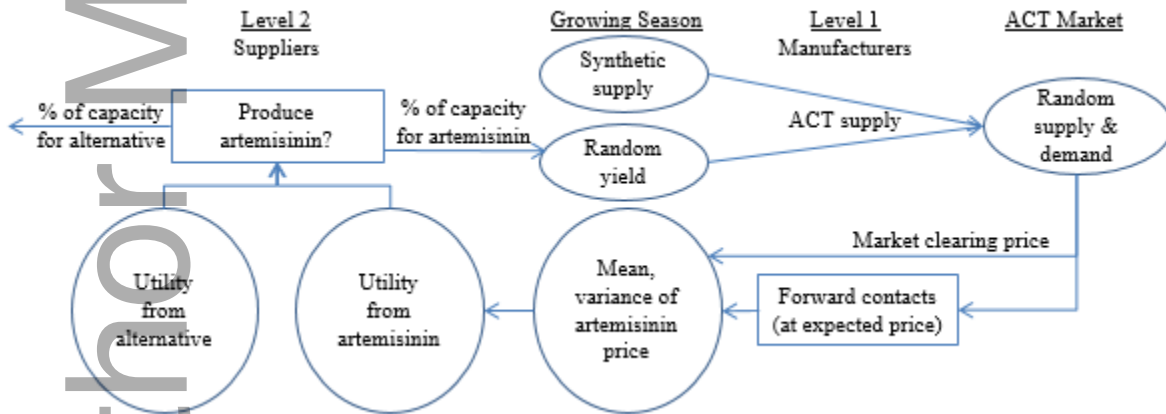 Level 2
Suppliers
Growing Season
Level 1
Manufacturers
ACT Market
Synthetic
supply
% of capacity
for alternative
Produce
artemisinin?
% of capacity
for artemisinin
ACT supply
Random
yield
Random
supply &
demand
Market clearing price
Utility
from
alternative
Utility
from
artemisinin
Mean,
variance of
artemisinin
price
Forward contacts
(at expected price)
hor M